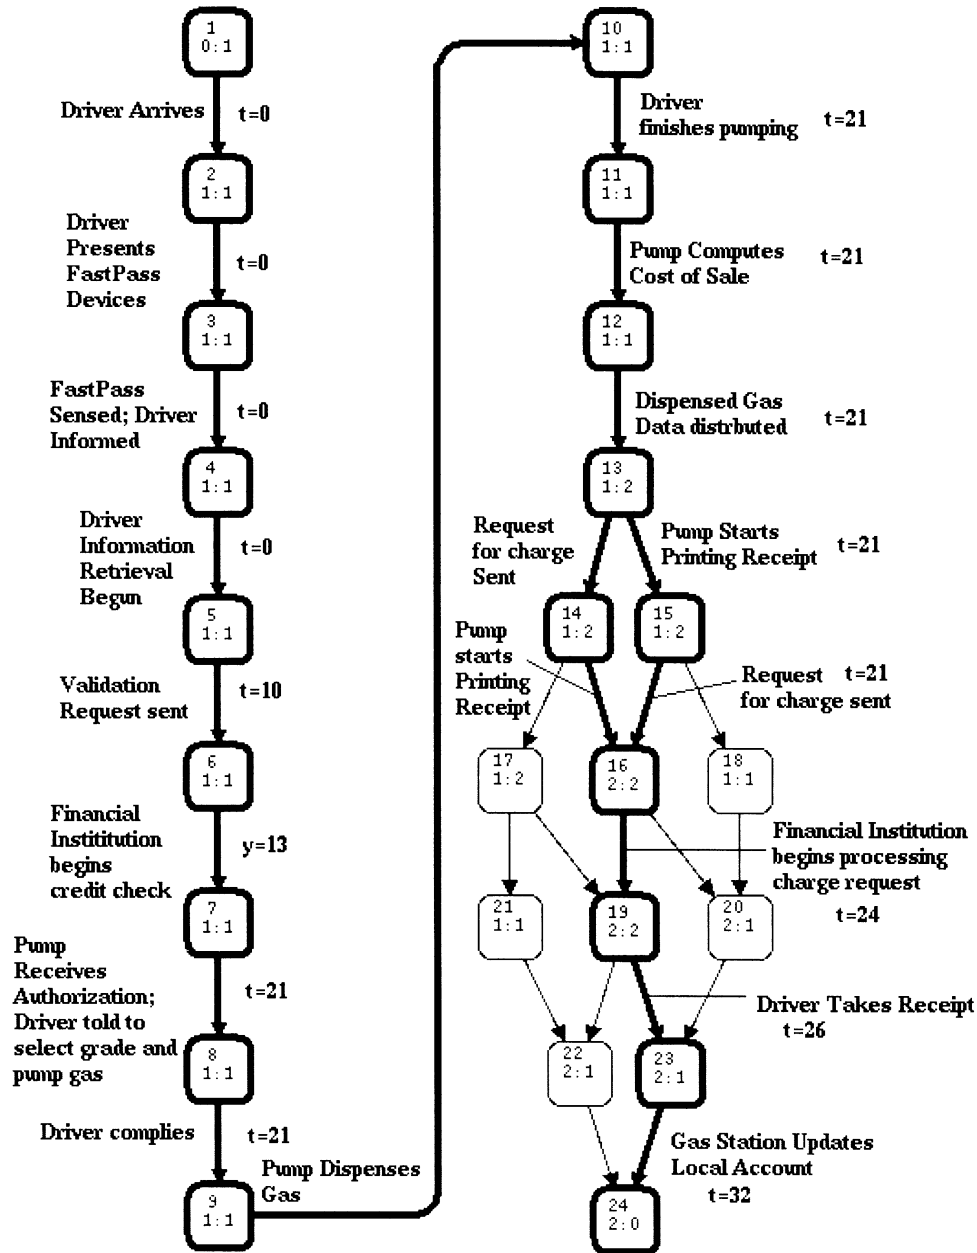 1
0:1
Driver Arrives
t=0
2
1:1
Driver
Presents
FastPass
Devices
t=0
3
1:1
FastPass
Sensed; Driver
Informed
t=0
4
1:1
Driver
Information
Retrieval
Begun
t=0
5
1:1
Validation
Request sent
t=10
6
1:1
Financial
Instititution
begins
credit check
y=13
7
1:1
Pump
Receives
Authorization;
Driver told to
select grade and
pump gas
t=21
8
1:1
Driver complies
t=21
9
1:1
Pump Dispenses
Gas
10
1:1
Driver
finishes pumping
t=21
11
1:1
Pump Computes
Cost of Sale
t=21
12
1:1
Dispensed Gas
Data distrbuted
t=21
13
1:2
Request
for charge
Sent
Pump Starts
Printing Receipt
t=21
14
1:2
15
1:2
Pump
starts
Printing
Receipt
Request
for charge sent
t=21
17
1:2
16
2:2
18
1:1
Financial Institution
begins processing
charge request
t=24
21
1:1
19
2:2
20
2:1
Driver Takes Receipt
t=26
22
2:1
23
2:1
Gas Station Updates
Local Account
t=32
24
2:0